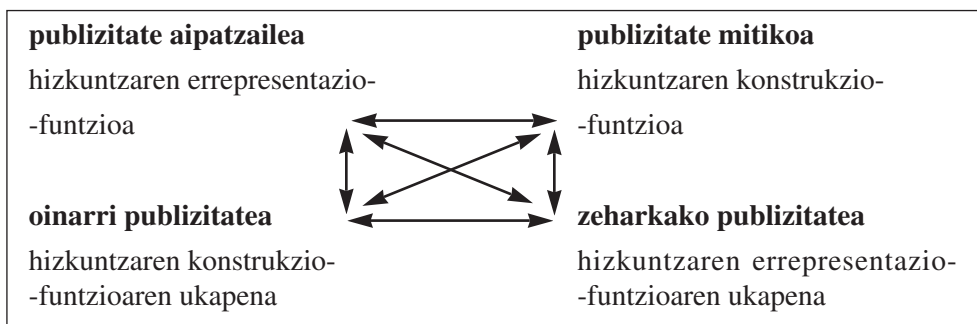 publizitate aipatzailea
hizkuntzaren errepresentazio-
-funtzioa
publizitate mitikoa
hizkuntzaren konstrukzio-
-funtzioa
oinarri publizitatea
hizkuntzaren konstrukzio-
-funtzioaren ukapena
zeharkako publizitatea
hizkuntzaren errepresentazio-
-funtzioaren ukapena